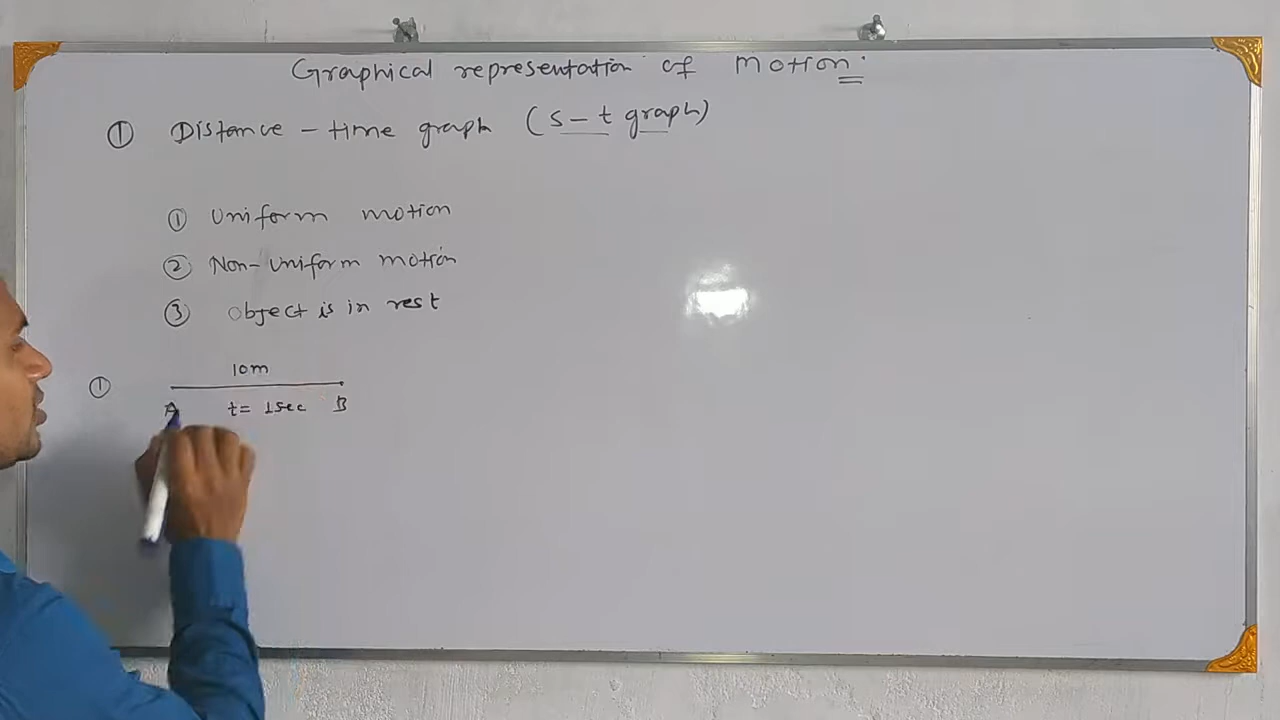 Graphical representation of Motion:
① Distance - time graph (s - t graph)
① Uniform motion
② Non-Uniform motion
③ object is in rest
① 10m
A t= 1sec B